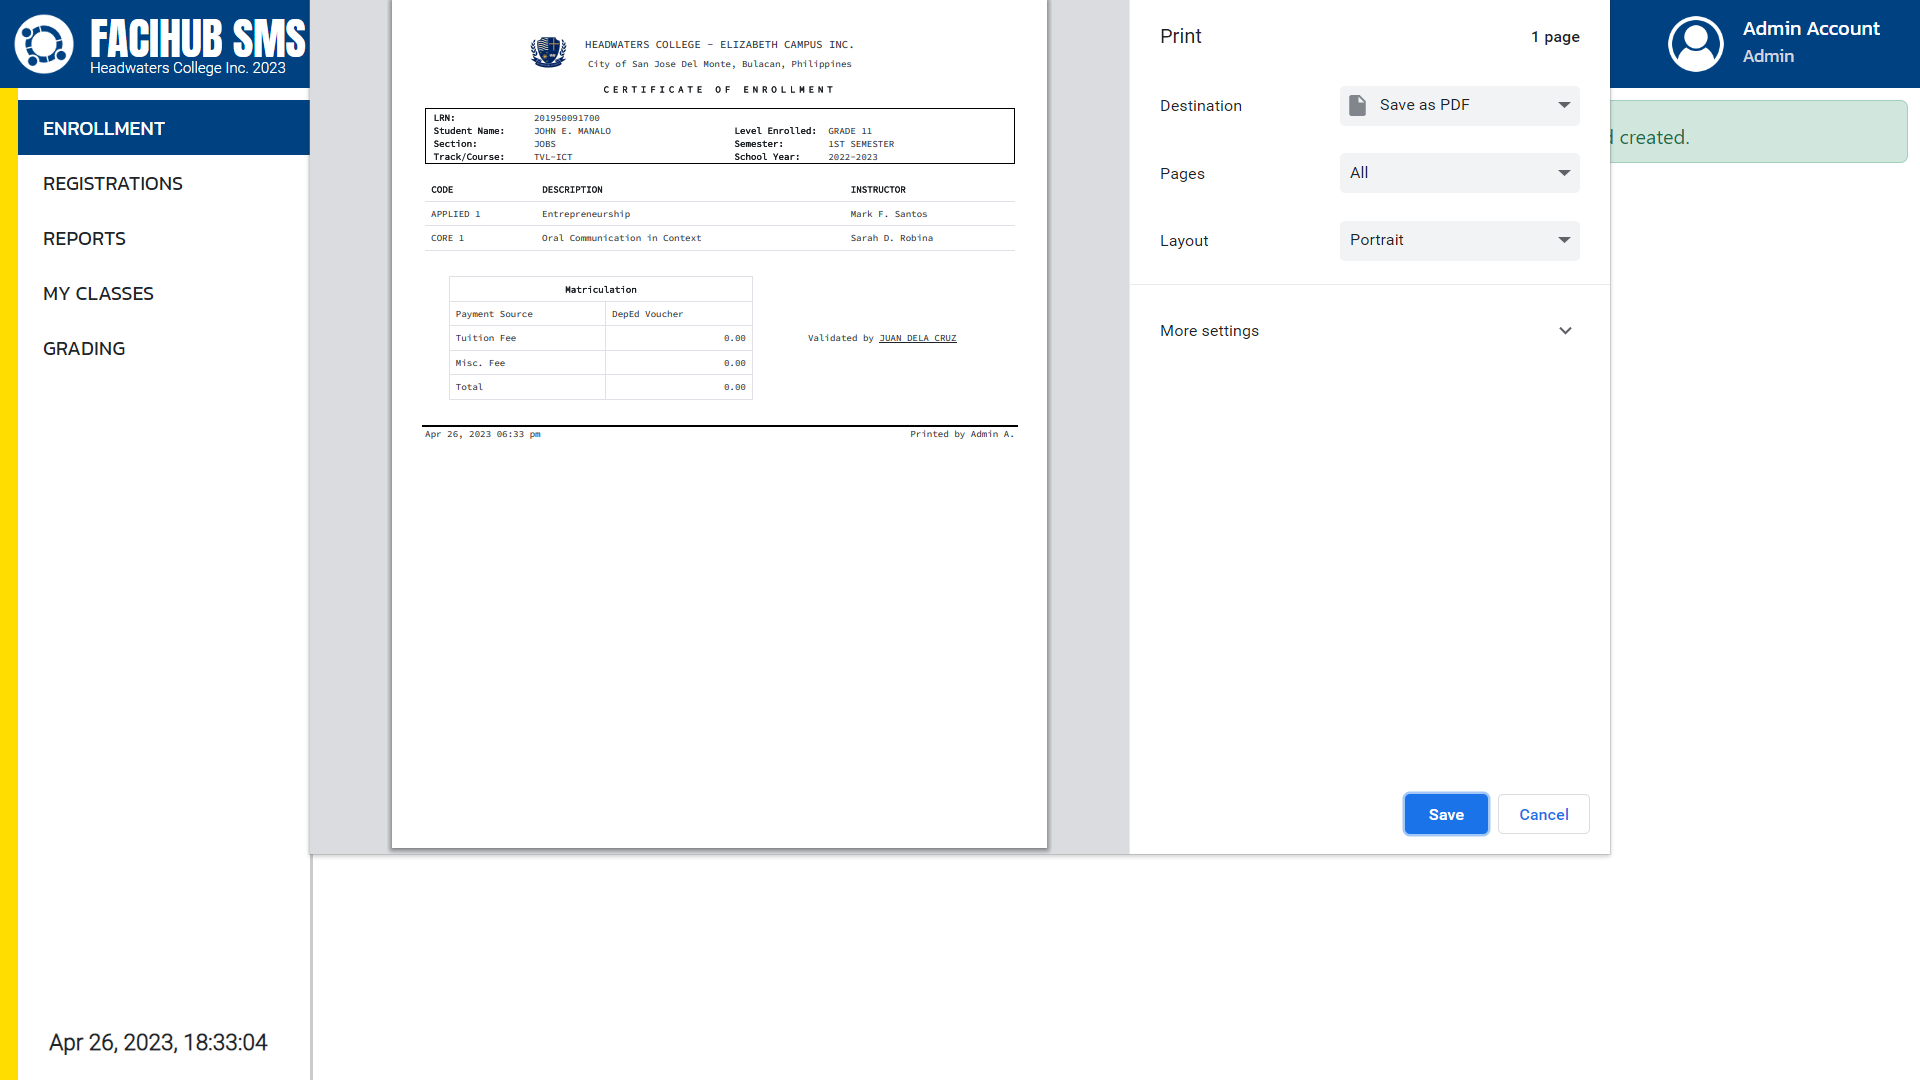 FACIHUB SMS
Headwaters College Inc. 2023
ENROLLMENT
REGISTRATIONS
REPORTS
MY CLASSES
GRADING
Apr 26, 2023, 18:33:04
HEADWATERS COLLEGE - ELIZABETH CAMPUS INC.
City of San Jose Del Monte, Bulacan, Philippines
CERTIFICATE OF ENROLLMENT
LRN: 201950091700
Student Name: JOHN E. MANALO Level Enrolled: GRADE 11
Section: JOBS Semester: 1ST SEMESTER
Track/Course: TVL-ICT School Year: 2022-2023
CODE DESCRIPTION INSTRUCTOR
APPLIED 1 Entrepreneurship Mark F. Santos
CORE 1 Oral Communication in Context Sarah D. Robina
Matriculation
Payment Source DepEd Voucher
Tuition Fee 0.00
Misc. Fee 0.00
Total 0.00
Validated by JUAN DELA CRUZ
Apr 26, 2023 06:33 pm Printed by Admin A.
Print 1 page
Destination Save as PDF
Pages All
Layout Portrait
More settings
Save Cancel
Admin Account
Admin
created.